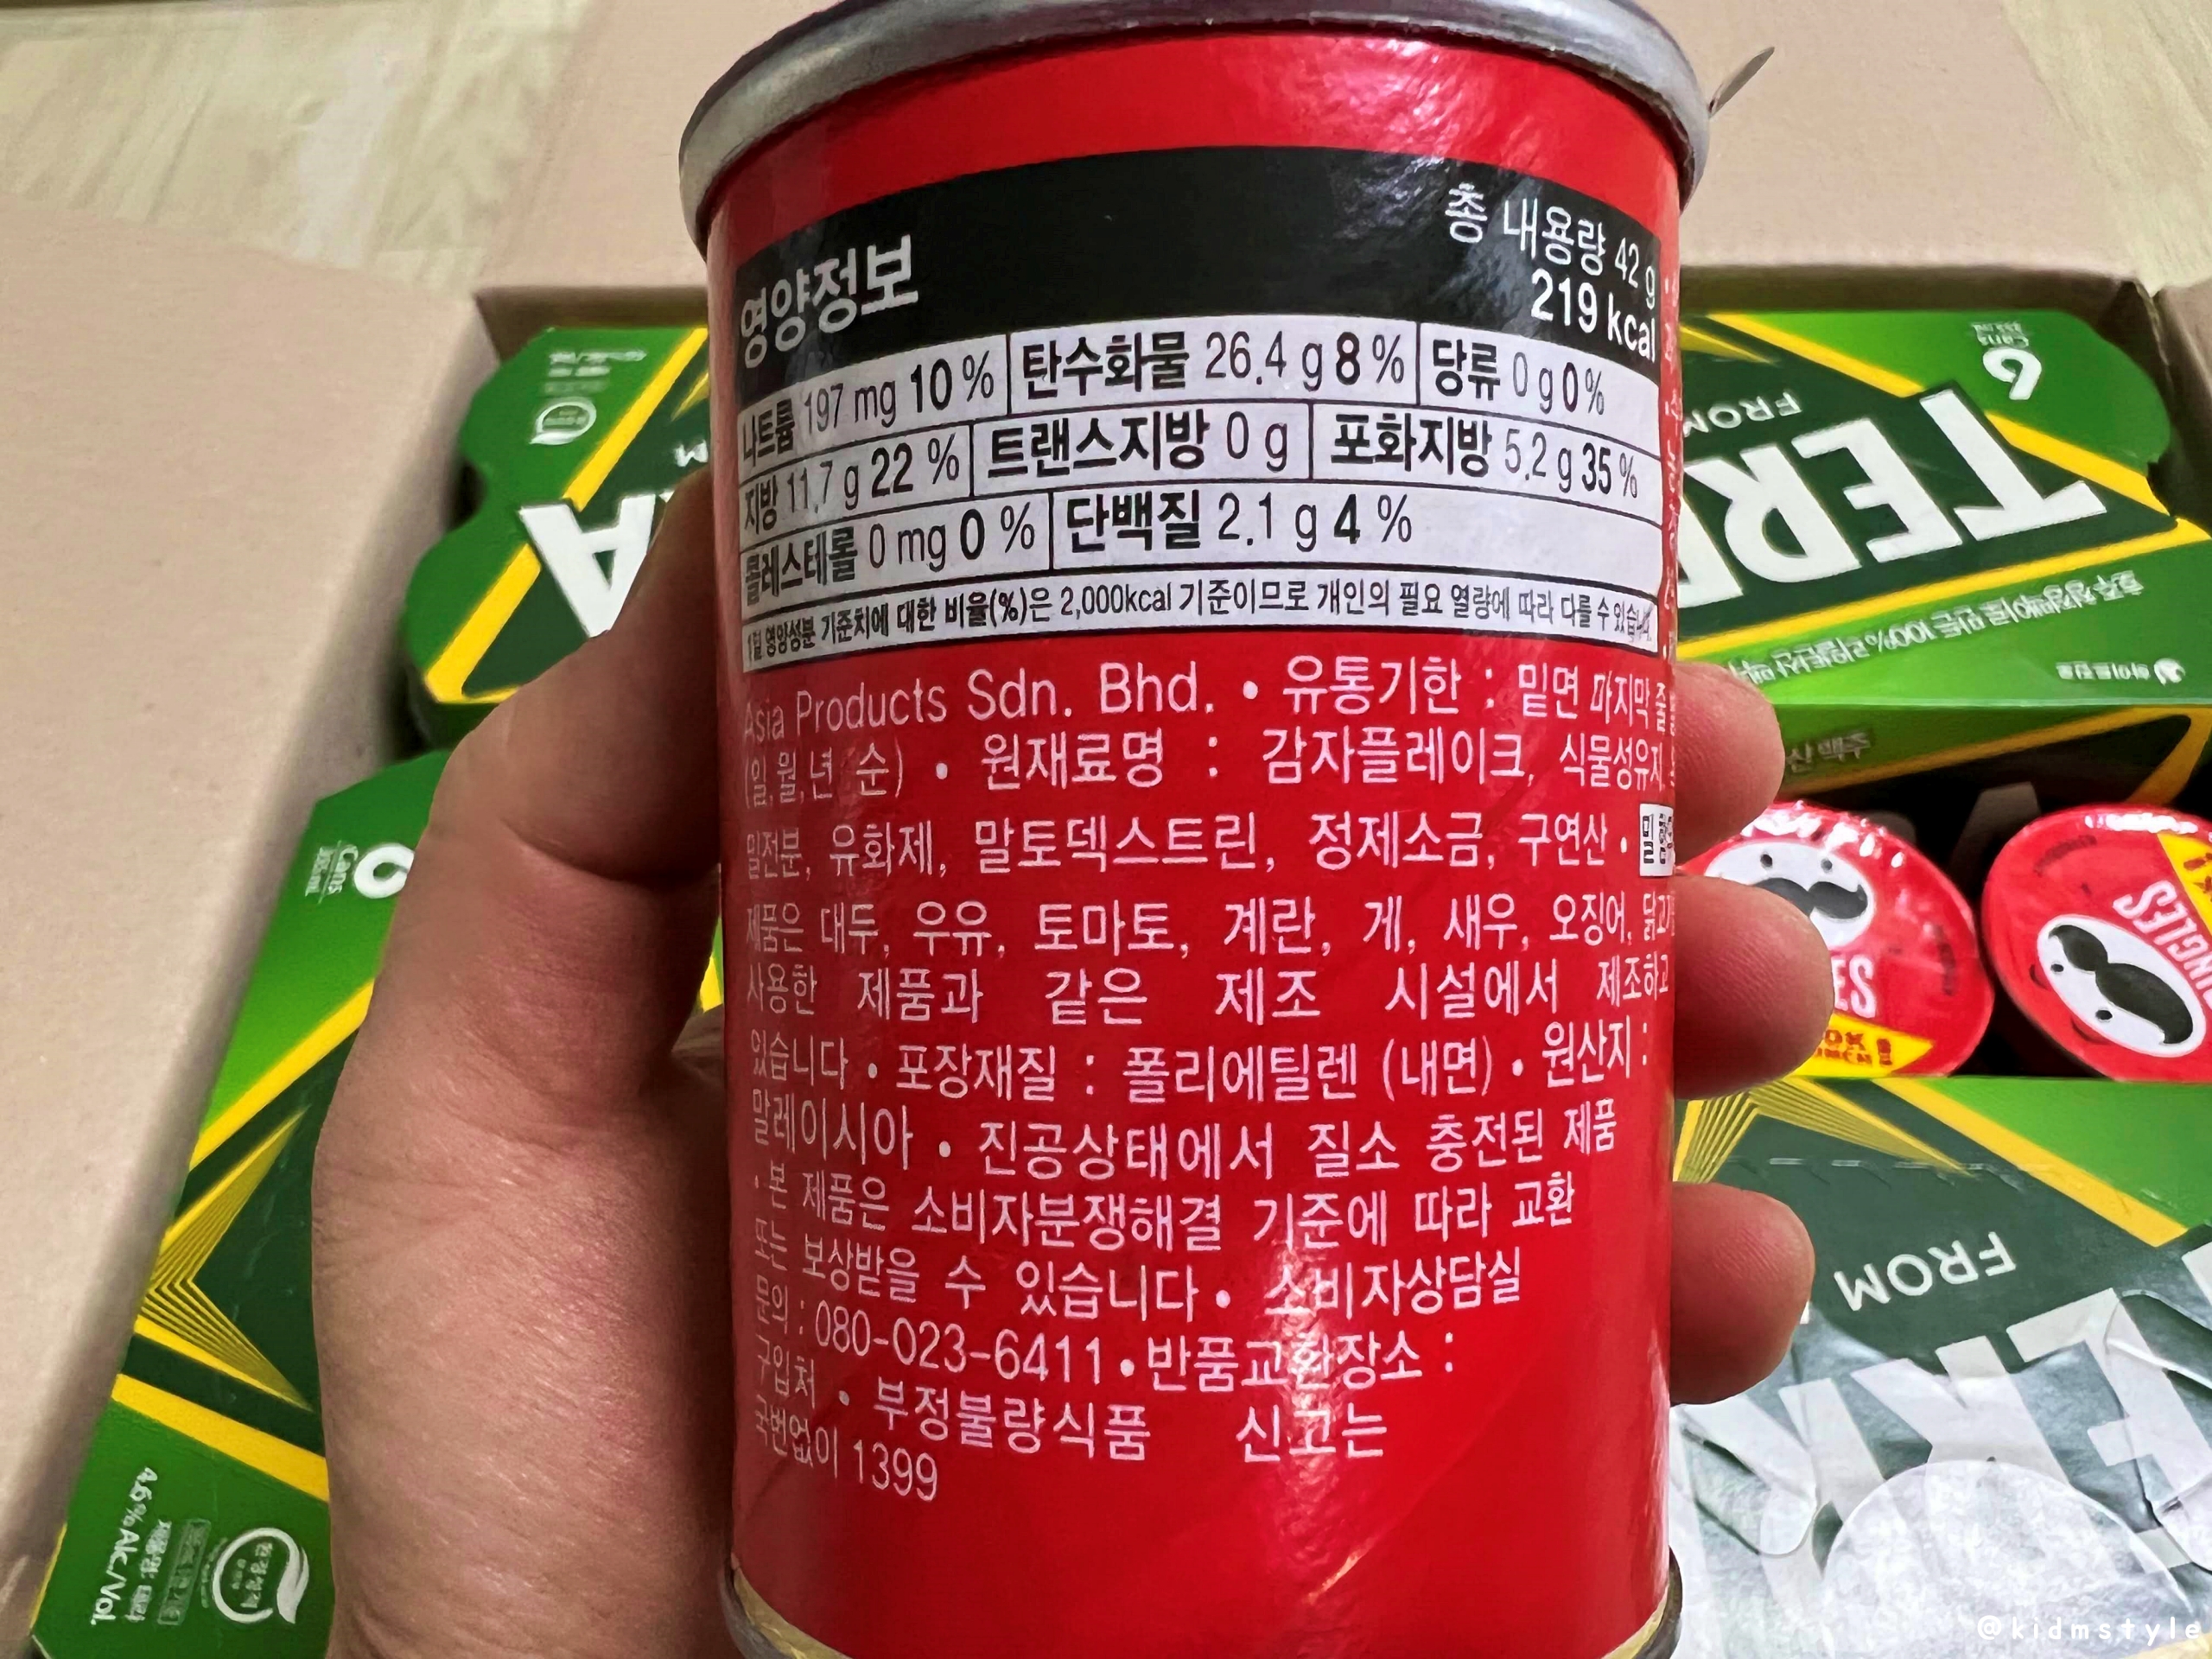 영양정보
총 내용량 42 g
219 kcal
나트륨 197 mg 10 % 탄수화물 26.4 g 8 % 당류 0 g 0%
지방 11.7 g 22 % 트랜스지방 0 g 포화지방 5.2 g 35 %
콜레스테롤 0 mg 0 % 단백질 2.1 g 4 %
1일 영양성분 기준치에 대한 비율(%)은 2,000kcal 기준이므로 개인의 필요 열량에 따라 다를 수 있습니다.
Asia Products Sdn. Bhd. • 유통기한 : 밑면 마지막 줄
(일,월,년 순) • 원재료명 : 감자플레이크, 식물성유지,
밀전분, 유화제, 말토덱스트린, 정제소금, 구연산 • 밀
제품은 대두, 우유, 토마토, 계란, 게, 새우, 오징어, 닭고기
사용한 제품과 같은 제조 시설에서 제조하고
있습니다 • 포장재질 : 폴리에틸렌 (내면) • 원산지 :
말레이시아 • 진공상태에서 질소 충전된 제품
• 본 제품은 소비자분쟁해결 기준에 따라 교환
또는 보상받을 수 있습니다 • 소비자상담실
문의 : 080-023-6411 • 반품교환장소 :
구입처 • 부정불량식품 신고는
국번없이 1399
TER
FROM
6
Cans
A
6
Cans
4.6% Alc./Vol.
환경성적
FROM
TER
@kidmstyle